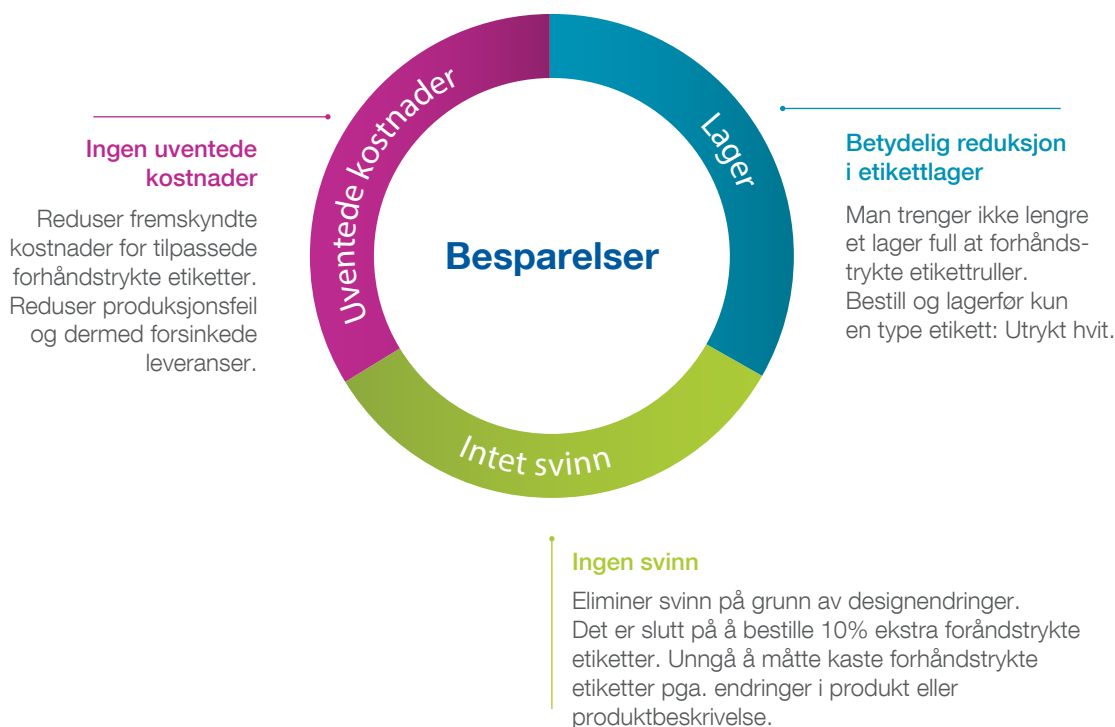 Uventede kostnader
Lager
Intet svinn
Besparelser
Ingen uventede
kostnader
Reduser fremskyndte
kostnader for tilpassede
forhåndstrykte etiketter.
Reduser produksjonsfeil
og dermed forsinkede
leveranser.
Betydelig reduksjon
i etikettlager
Man trenger ikke lengre
et lager full at forhånds-
trykte etikettruller.
Bestill og lagerfør kun
en type etikett: Utrykt hvit.
Ingen svinn
Eliminer svinn på grunn av designendringer.
Det er slutt på å bestille 10% ekstra foråndstrykte
etiketter. Unngå å måtte kaste forhåndstrykte
etiketter pga. endringer i produkt eller
produktbeskrivelse.